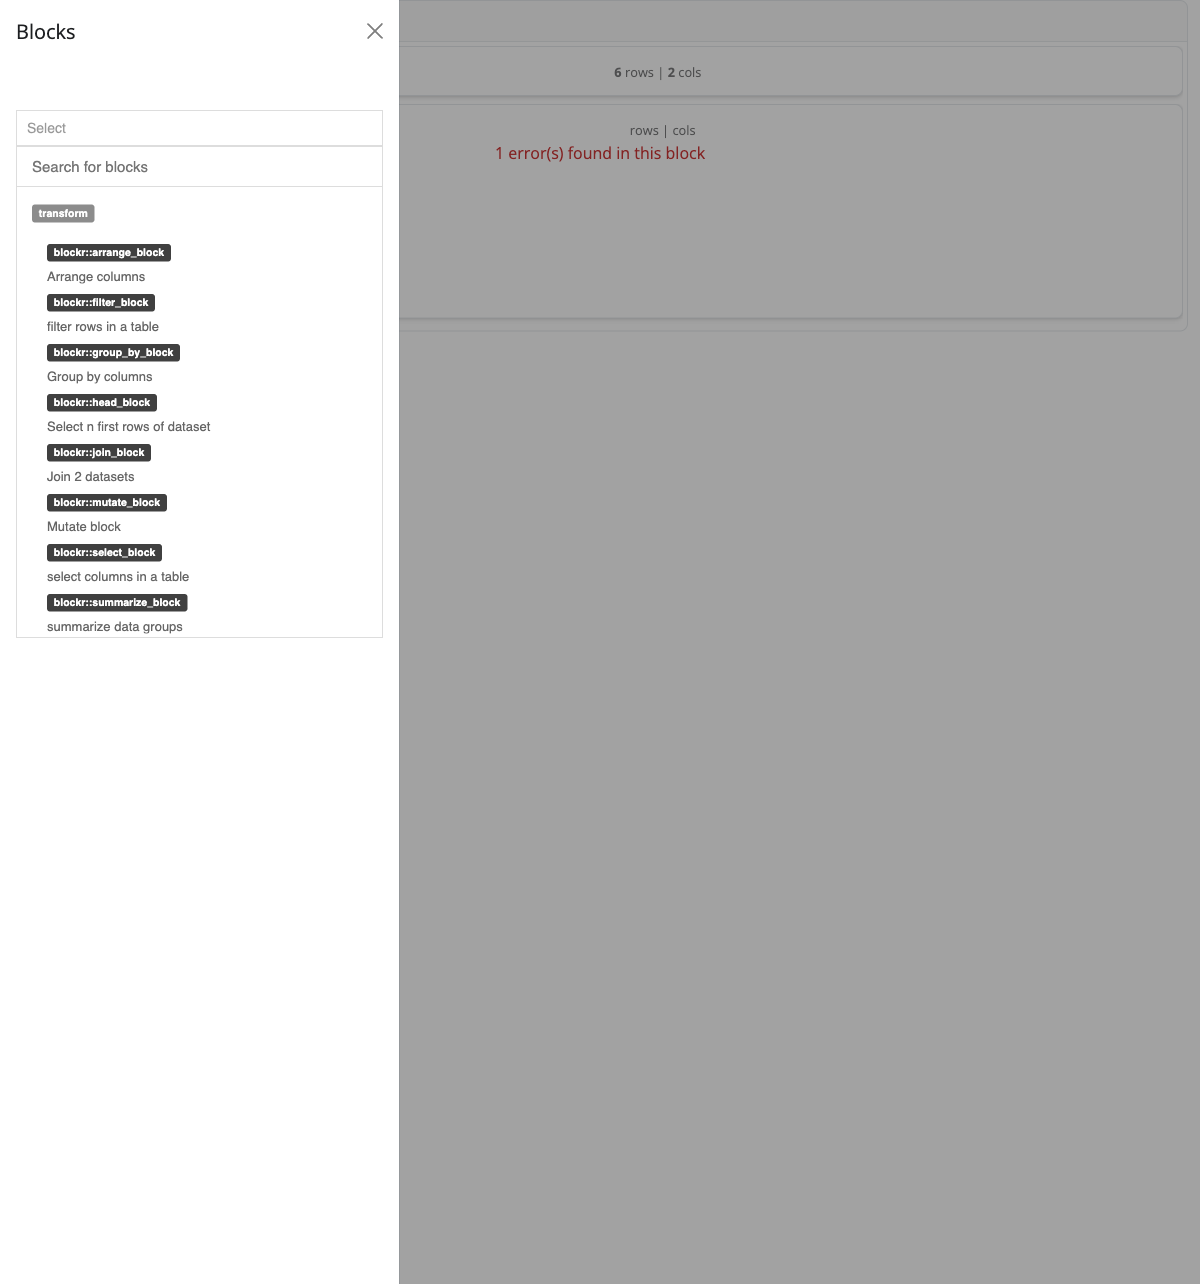 Blocks
Select
Search for blocks
transform
blockr::arrange_block
Arrange columns
blockr::filter_block
filter rows in a table
blockr::group_by_block
Group by columns
blockr::head_block
Select n first rows of dataset
blockr::join_block
Join 2 datasets
blockr::mutate_block
Mutate block
blockr::select_block
select columns in a table
blockr::summarize_block
summarize data groups
6 rows | 2 cols
rows | cols
1 error(s) found in this block